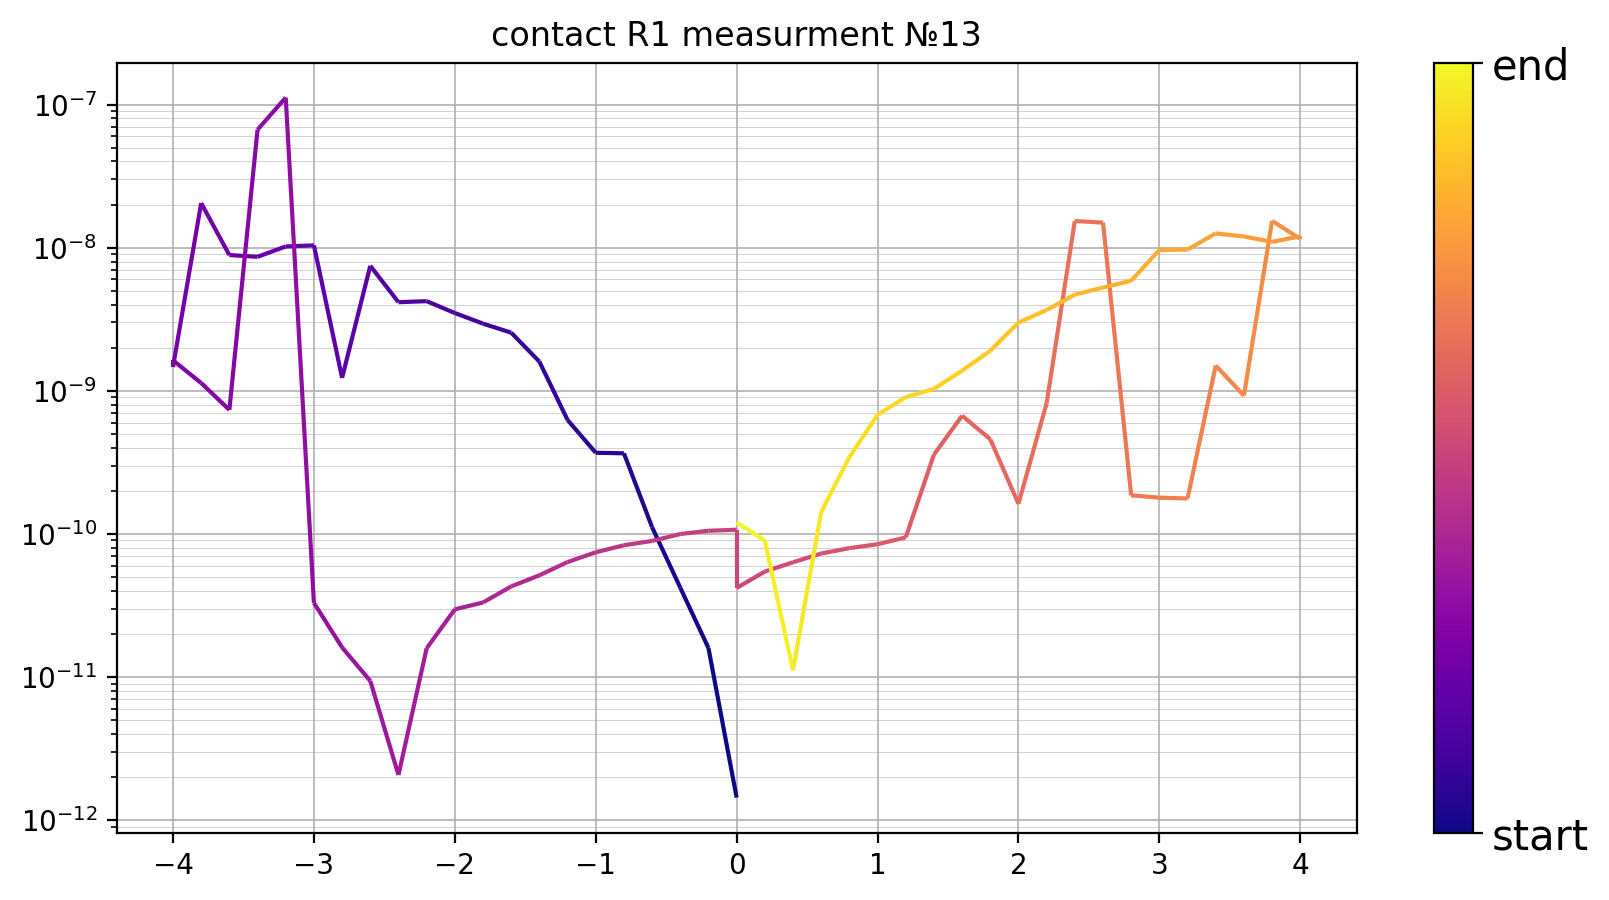 contact R1 measurment №13
10⁻⁷
10⁻⁸
10⁻⁹
10⁻¹⁰
10⁻¹¹
10⁻¹²
−4 −3 −2 −1 0 1 2 3 4
end
start